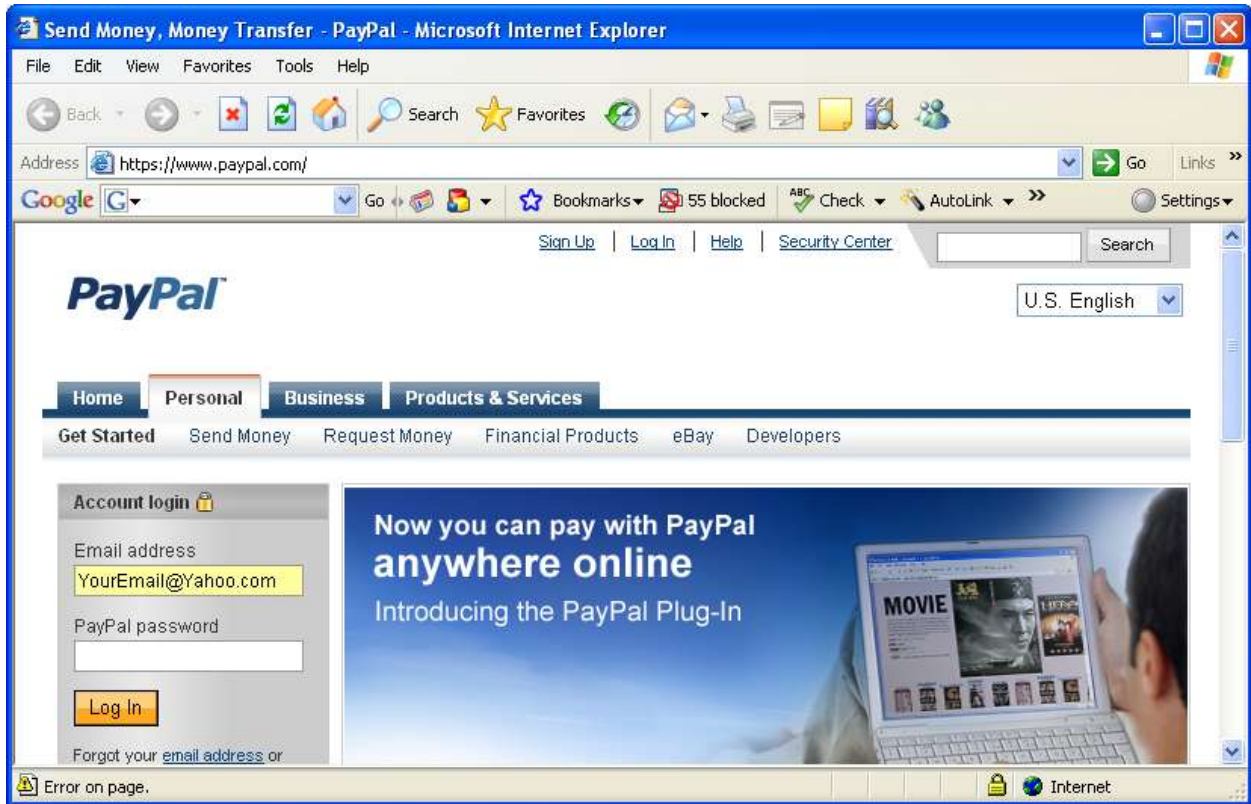 Send Money, Money Transfer - PayPal - Microsoft Internet Explorer
File Edit View Favorites Tools Help
Back Search Favorites
Address https://www.paypal.com/ Go Links »
Google G Go Bookmarks 55 blocked ABC Check AutoLink » Settings
Sign Up | Log In | Help | Security Center Search
PayPal™
U.S. English
Home Personal Business Products & Services
Get Started Send Money Request Money Financial Products eBay Developers
Account login
Email address
YourEmail@Yahoo.com
PayPal password
Log In
Forgot your email address or
Now you can pay with PayPal
anywhere online
Introducing the PayPal Plug-In
MOVIE
Error on page. Internet